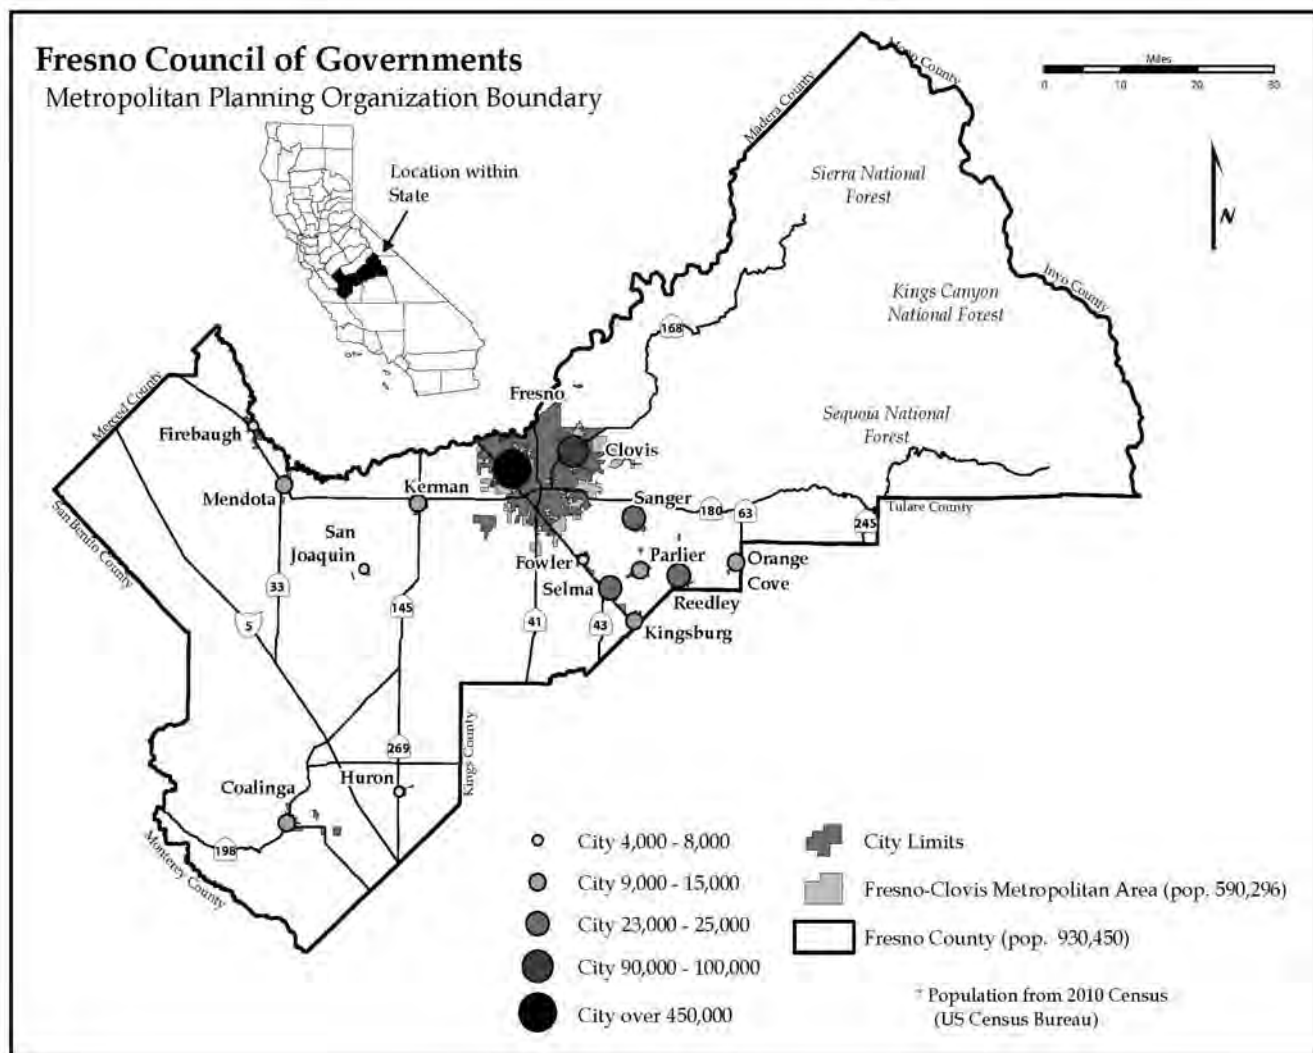 Fresno Council of Governments
Metropolitan Planning Organization Boundary
Miles
0 10 20 30
Location within
State
N
Madera County
Mono County
Inyo County
Sierra National
Forest
Kings Canyon
National Forest
Sequoia National
Forest
168
Merced County
Fresno
Clovis
Firebaugh
Mendota
Kerman
Sanger
180
63
245
Tulare County
San Benito County
San
Joaquin
Fowler
Parlier
Orange
Cove
Selma
Reedley
Kingsburg
33
5
145
41
43
269
Kings County
Coalinga
Huron
198
Monterey County
City 4,000 - 8,000
City 9,000 - 15,000
City 23,000 - 25,000
City 90,000 - 100,000
City over 450,000
City Limits
Fresno-Clovis Metropolitan Area (pop. 590,296)
Fresno County (pop. 930,450)
Population from 2010 Census
(US Census Bureau)